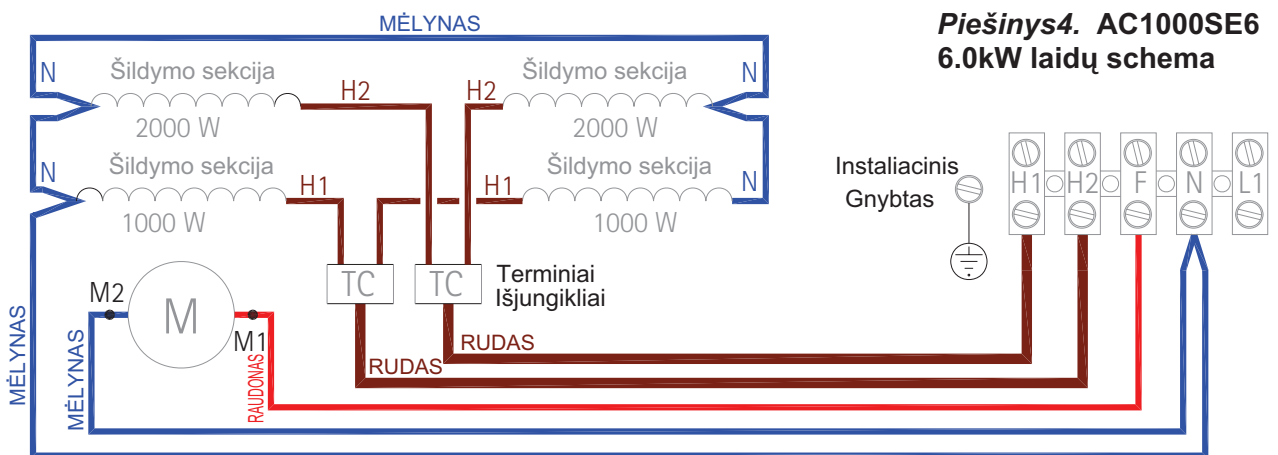 MĖLYNAS
Piešinys4. AC1000SE6
6.0kW laidų schema
N
Šildymo sekcija
H2
H2
Šildymo sekcija
N
2000 W
2000 W
N
Šildymo sekcija
H1
H1
Šildymo sekcija
N
1000 W
1000 W
Instaliacinis
Gnybtas
H1
H2
F
N
L1
TC
TC
Terminiai
Išjungikliai
M2
M
M1
RUDAS
RUDAS
MĖLYNAS
MĖLYNAS
RAUDONAS